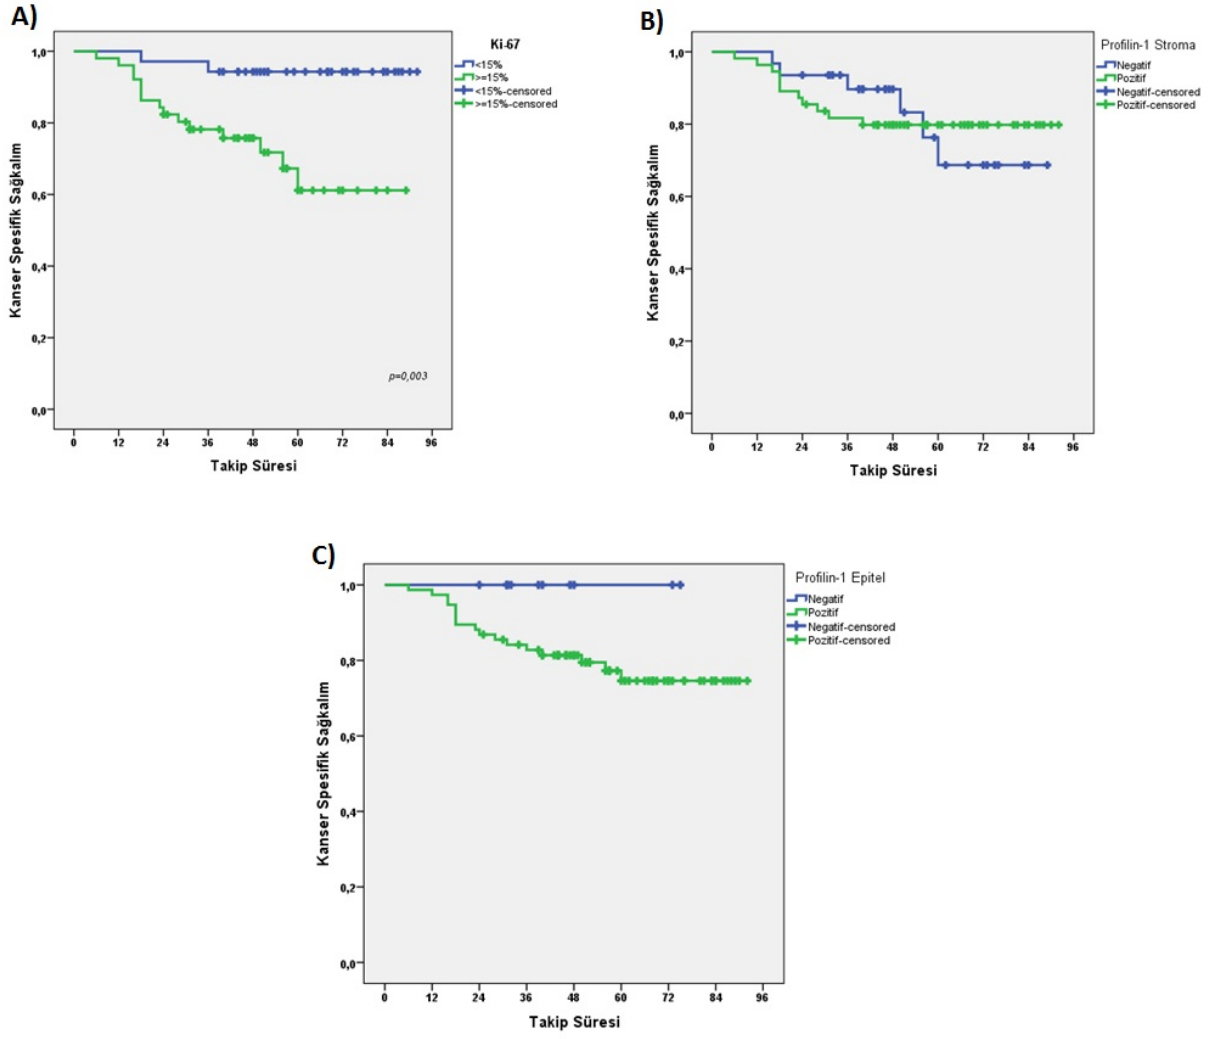 A)
Ki-67
<15%
>=15%
<15%-censored
>=15%-censored
1,0
0,8
0,6
0,4
0,2
0,0
Kanser Spesifik Sağkalım
p=0,003
0 12 24 36 48 60 72 84 96
Takip Süresi
B)
Profilin-1 Stroma
Negatif
Pozitif
Negatif-censored
Pozitif-censored
1,0
0,8
0,6
0,4
0,2
0,0
Kanser Spesifik Sağkalım
0 12 24 36 48 60 72 84 96
Takip Süresi
C)
Profilin-1 Epitel
Negatif
Pozitif
Negatif-censored
Pozitif-censored
1,0
0,8
0,6
0,4
0,2
0,0
Kanser Spesifik Sağkalım
0 12 24 36 48 60 72 84 96
Takip Süresi